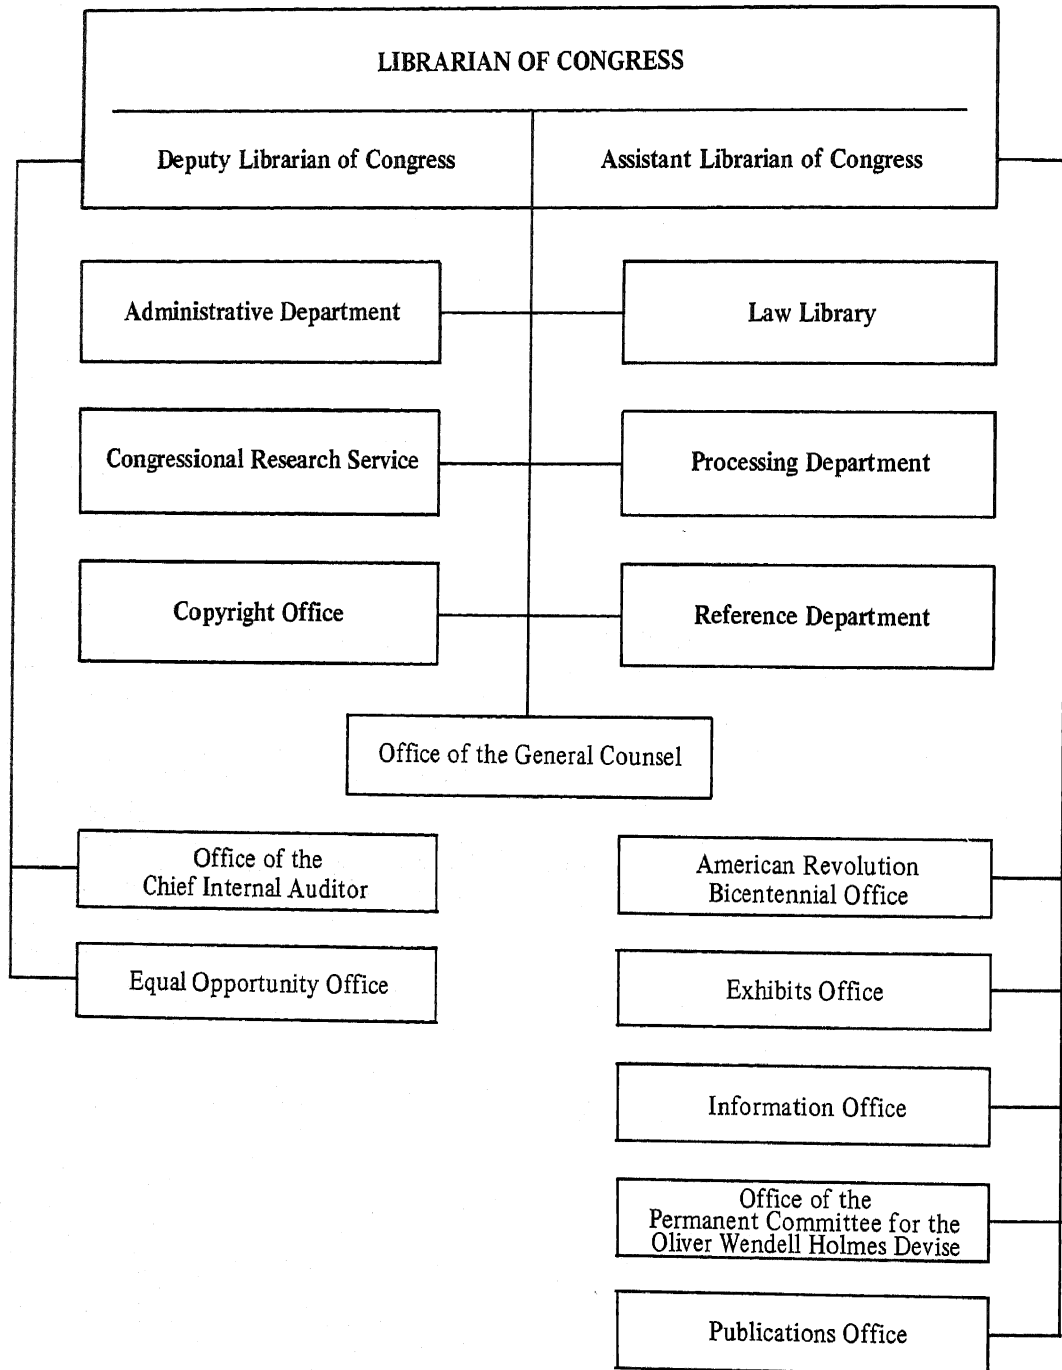 LIBRARIAN OF CONGRESS
Deputy Librarian of Congress
Assistant Librarian of Congress
Administrative Department
Law Library
Congressional Research Service
Processing Department
Copyright Office
Reference Department
Office of the General Counsel
Office of the
Chief Internal Auditor
American Revolution
Bicentennial Office
Equal Opportunity Office
Exhibits Office
Information Office
Office of the
Permanent Committee for the
Oliver Wendell Holmes Devise
Publications Office